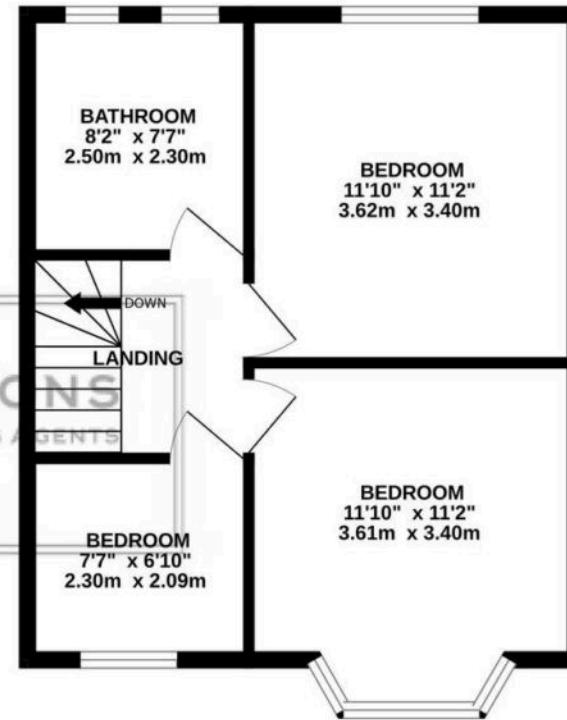 BATHROOM
8'2" x 7'7"
2.50m x 2.30m
BEDROOM
11'10" x 11'2"
3.62m x 3.40m
DOWN
LANDING
ONS
AGENTS
BEDROOM
11'10" x 11'2"
3.61m x 3.40m
BEDROOM
7'7" x 6'10"
2.30m x 2.09m